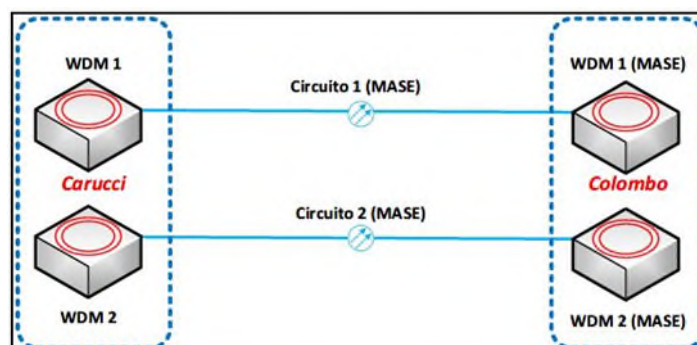 WDM 1
WDM 1 (MASE)
Circuito 1 (MASE)
Carucci
Colombo
Circuito 2 (MASE)
WDM 2
WDM 2 (MASE)